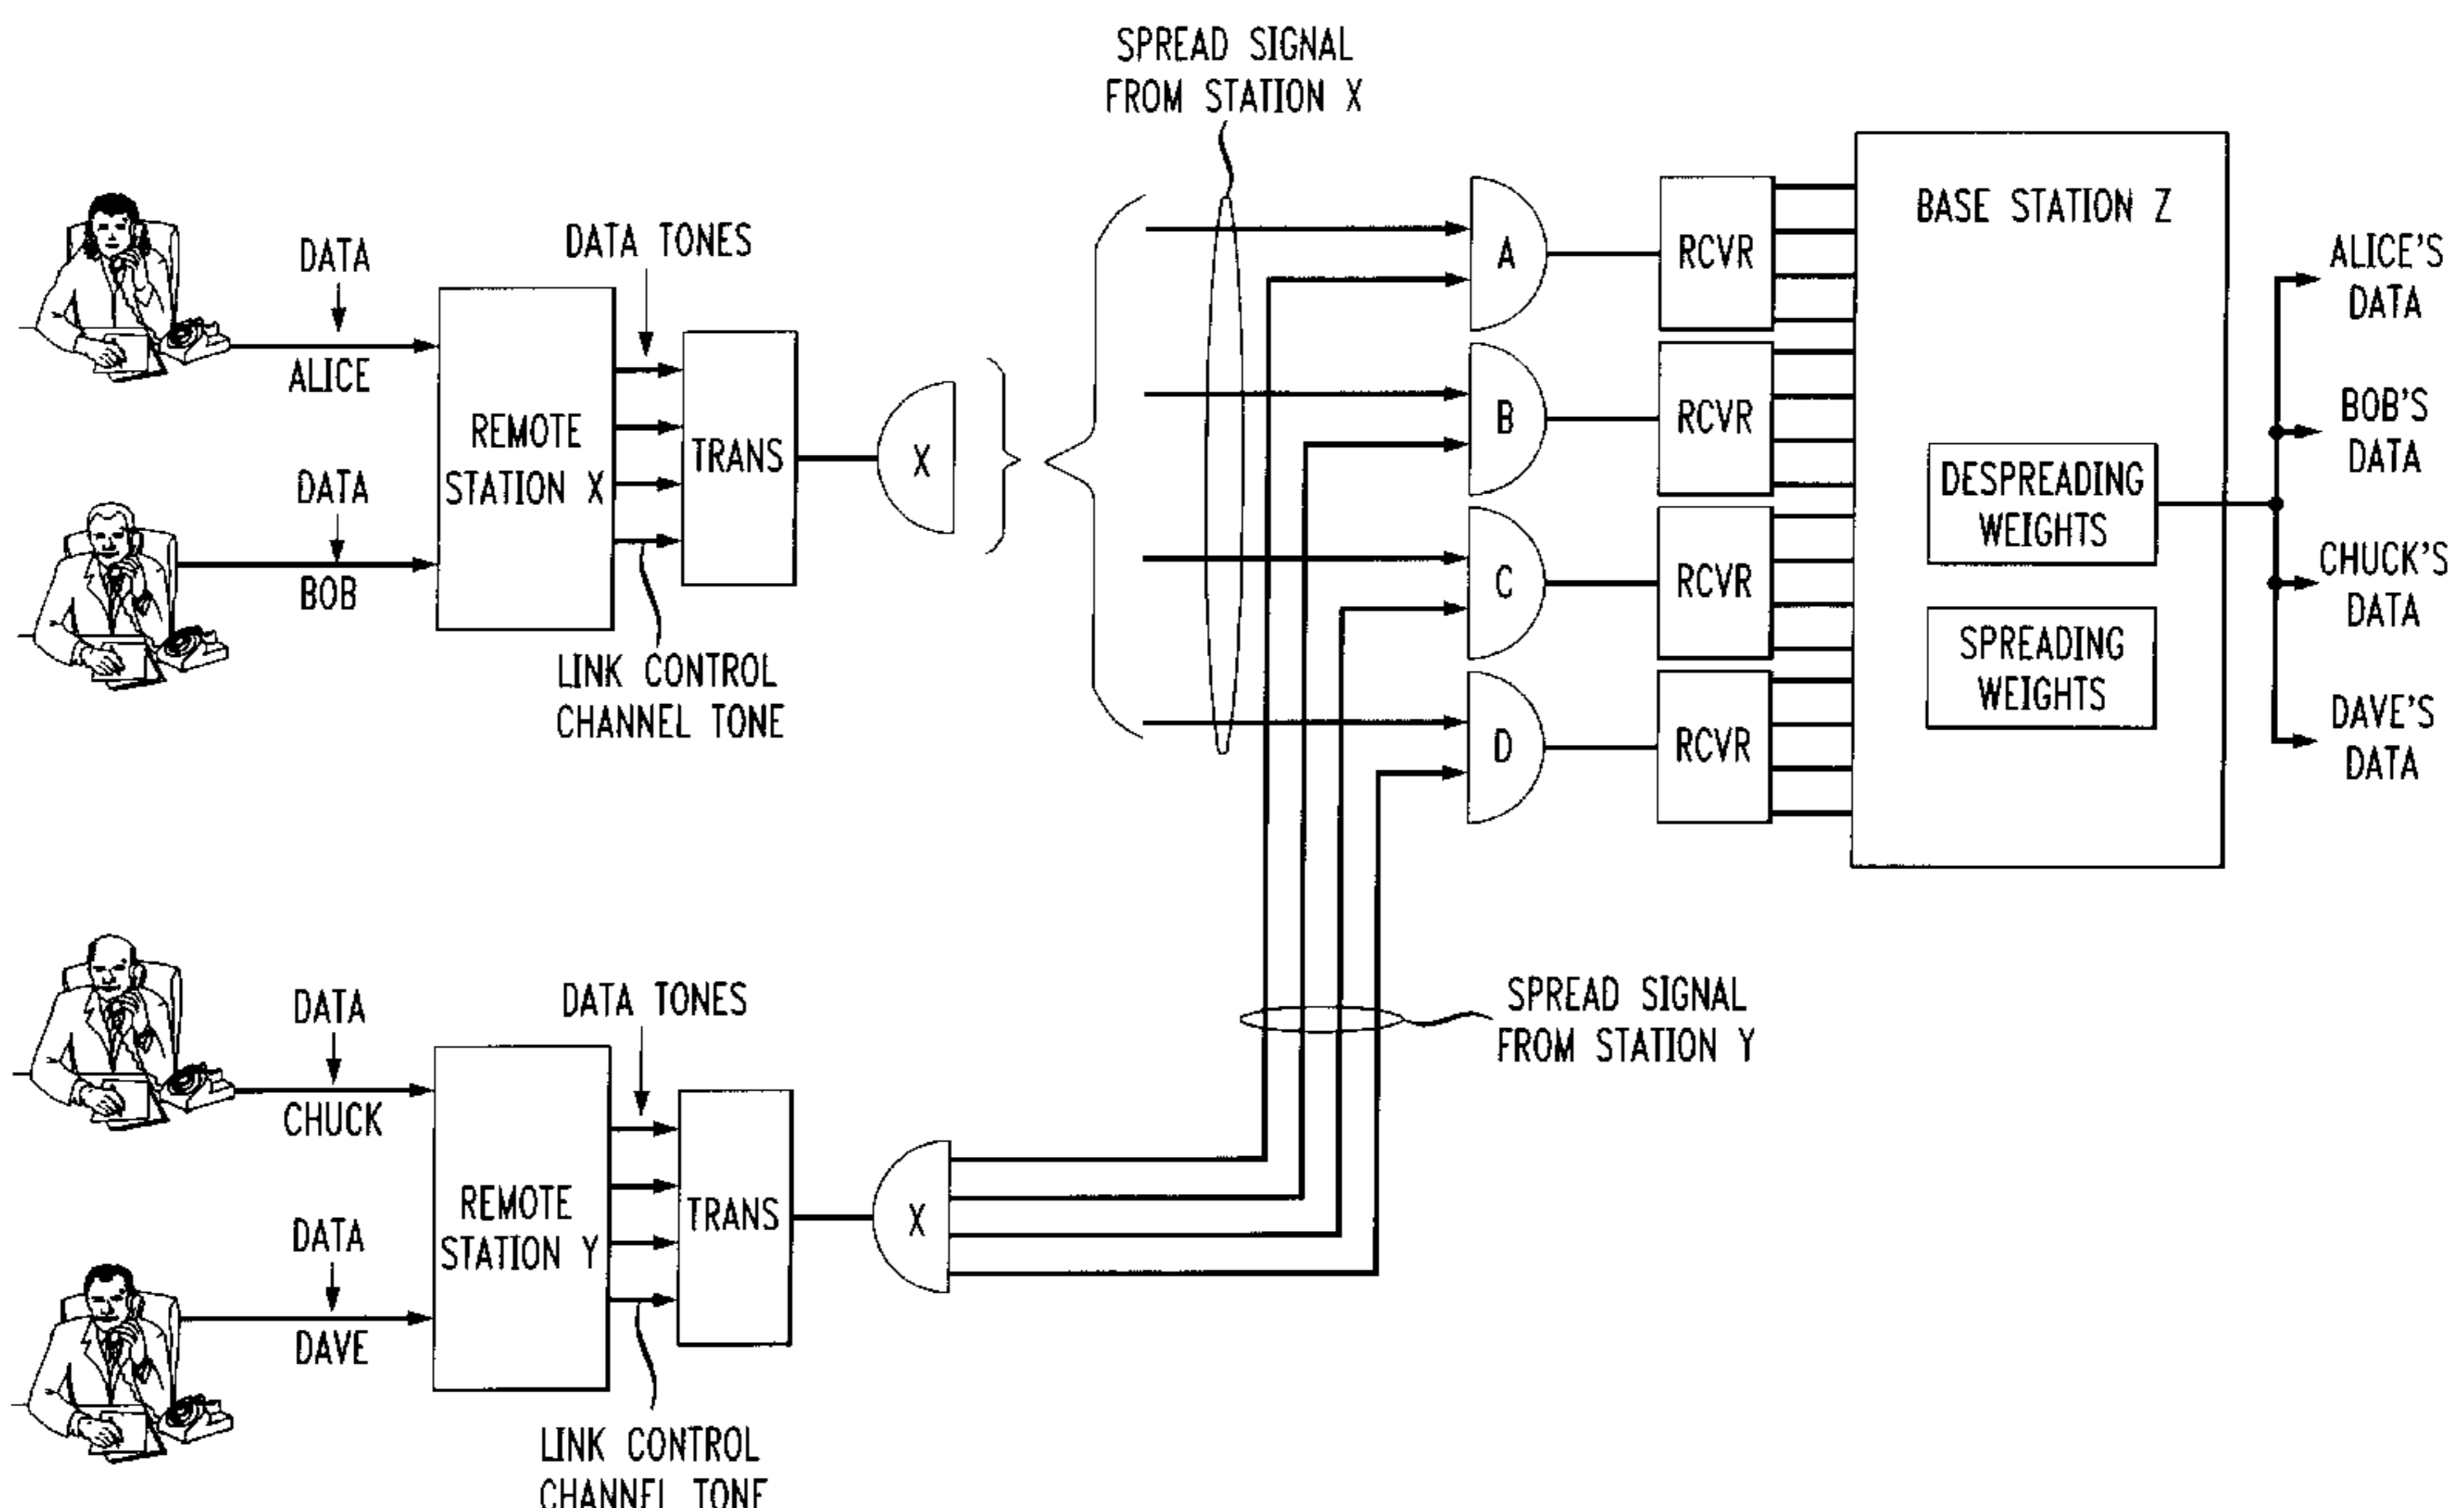 SPREAD SIGNAL
FROM STATION X
DATA
ALICE
DATA
BOB
REMOTE
STATION X
DATA TONES
TRANS
LINK CONTROL
CHANNEL TONE
X
A
B
C
D
RCVR
RCVR
RCVR
RCVR
BASE STATION Z
DESPREADING
WEIGHTS
SPREADING
WEIGHTS
ALICE'S
DATA
BOB'S
DATA
CHUCK'S
DATA
DAVE'S
DATA
DATA
CHUCK
DATA
DAVE
REMOTE
STATION Y
DATA TONES
TRANS
LINK CONTROL
CHANNEL TONE
X
SPREAD SIGNAL
FROM STATION Y